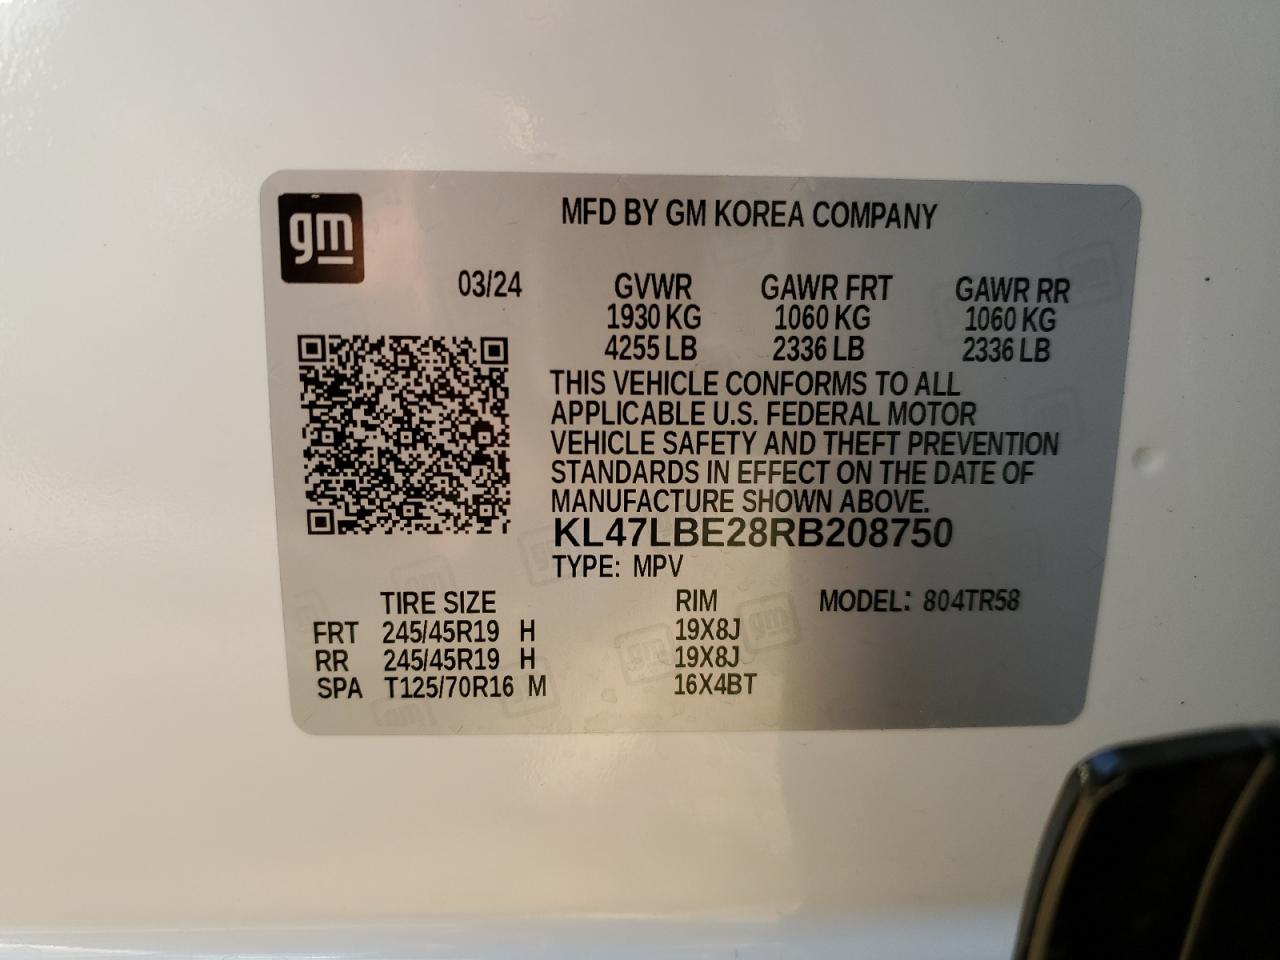 gm
MFD BY GM KOREA COMPANY
03/24 GVWR GAWR FRT GAWR RR
1930 KG 1060 KG 1060 KG
4255 LB 2336 LB 2336 LB
THIS VEHICLE CONFORMS TO ALL
APPLICABLE U.S. FEDERAL MOTOR
VEHICLE SAFETY AND THEFT PREVENTION
STANDARDS IN EFFECT ON THE DATE OF
MANUFACTURE SHOWN ABOVE.
KL47LBE28RB208750
TYPE: MPV
TIRE SIZE RIM MODEL: 804TR58
FRT 245/45R19 H 19X8J
RR 245/45R19 H 19X8J
SPA T125/70R16 M 16X4BT